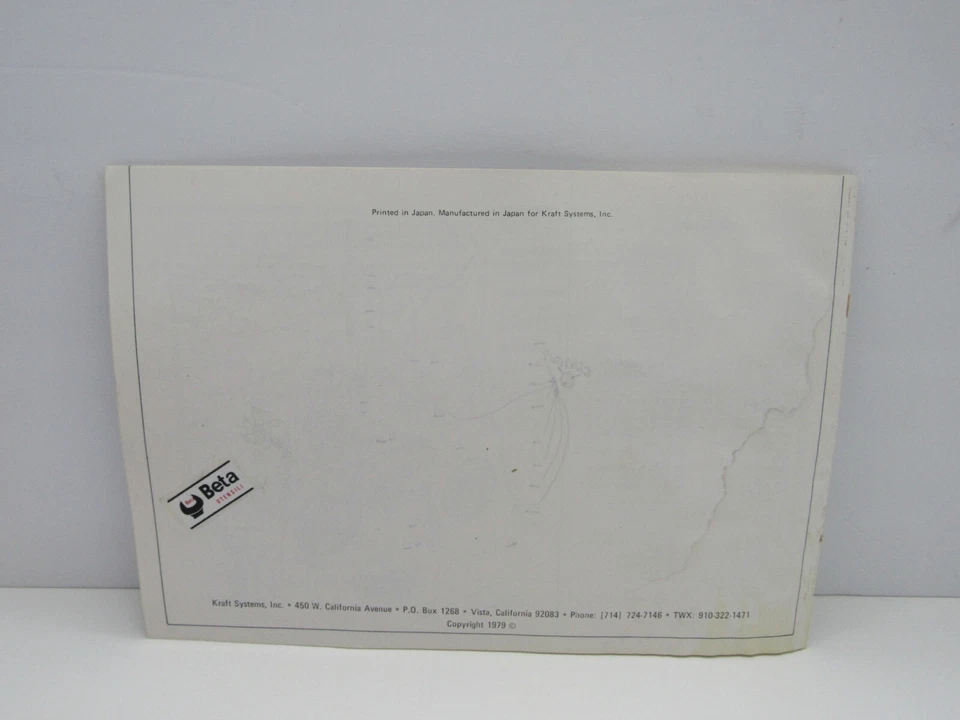 Printed in Japan. Manufactured in Japan for Kraft Systems, Inc.
Beta
UTENSILI
Kraft Systems, Inc. • 450 W. California Avenue • P.O. Box 1268 • Vista, California 92083 • Phone: [714] 724-7146 • TWX: 910-322-1471
Copyright 1979 ©